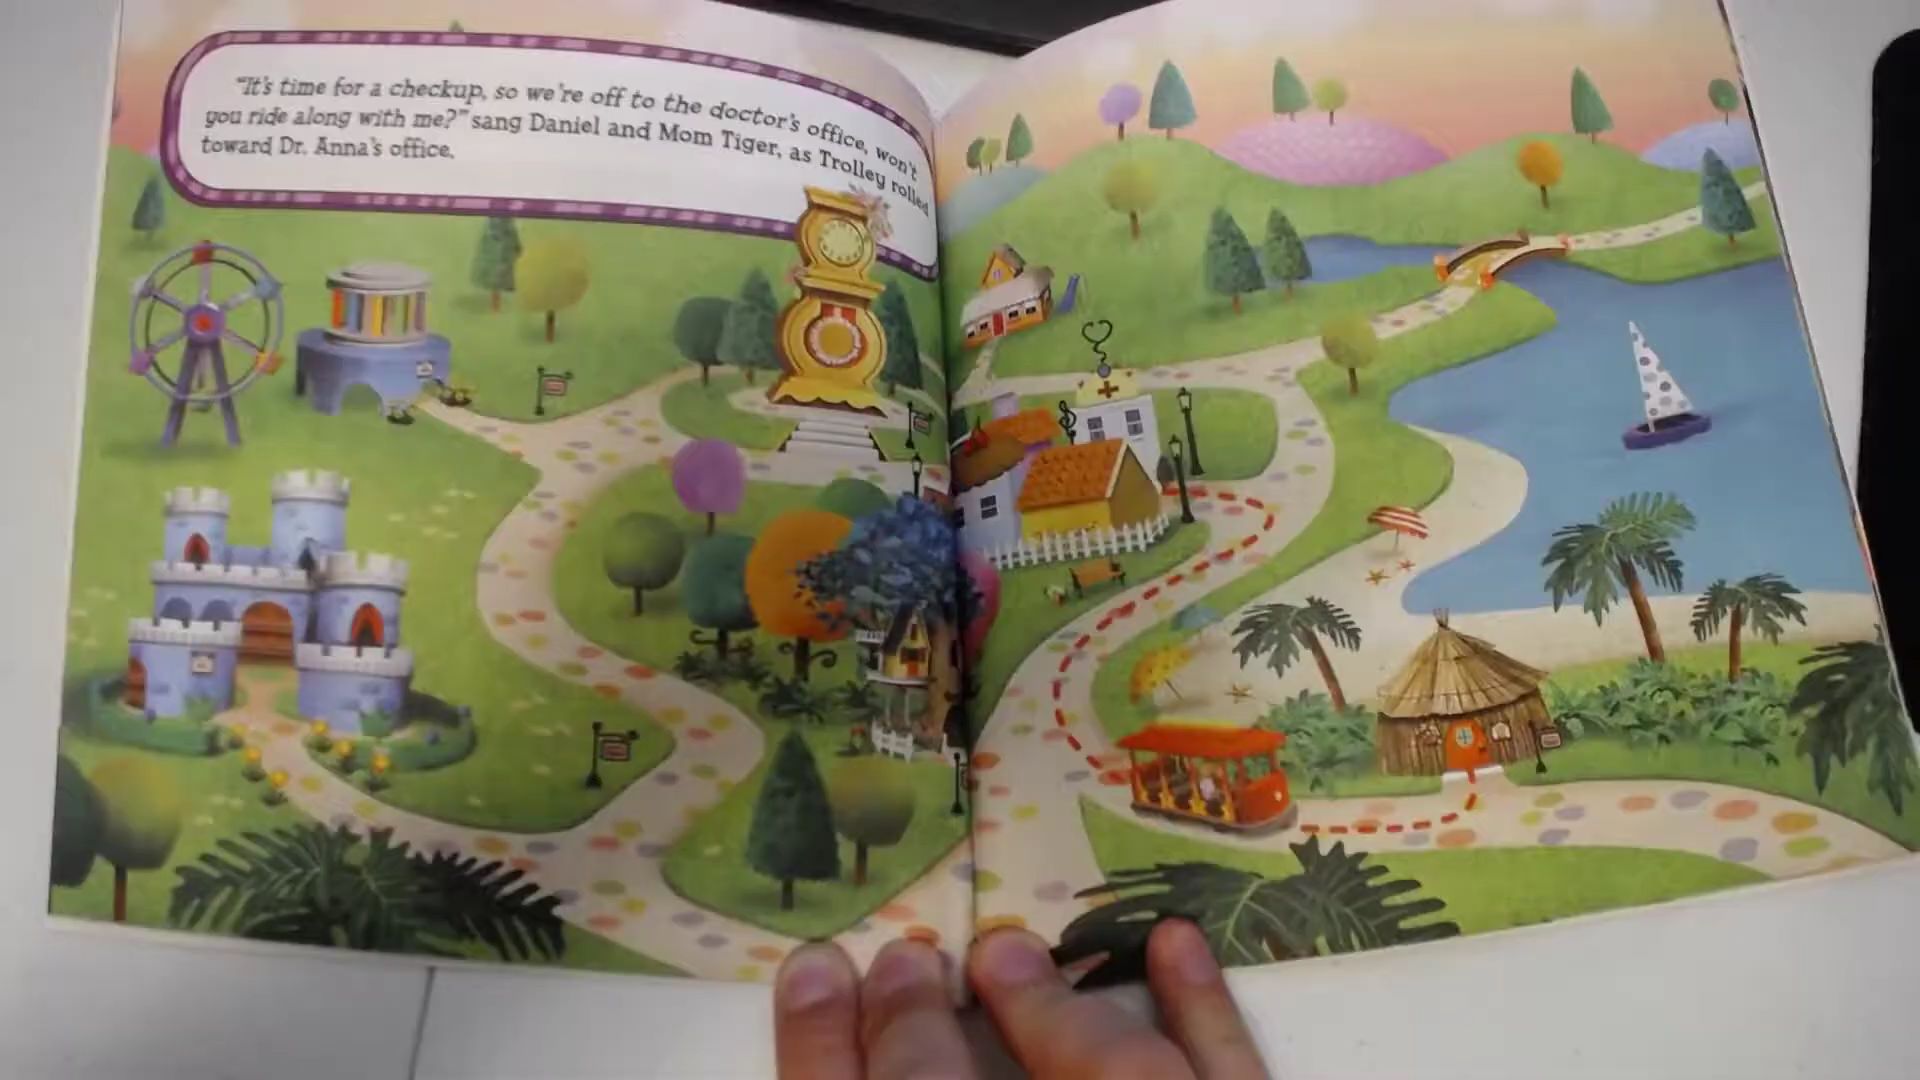 “It’s time for a checkup, so we’re off to the doctor’s office, won’t
you ride along with me?” sang Daniel and Mom Tiger, as Trolley rolled
toward Dr. Anna’s office.